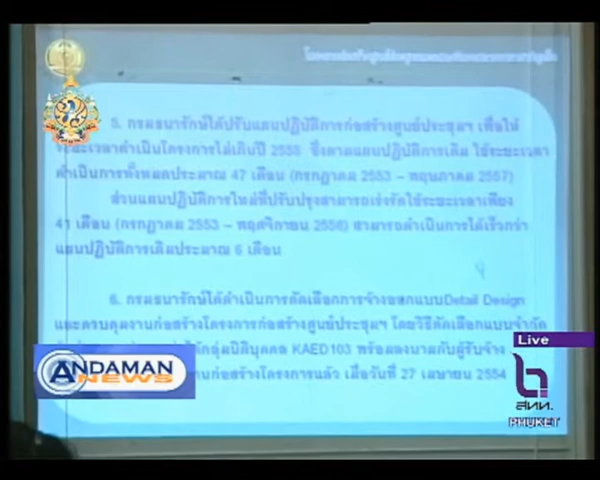 5. กรมธนารักษ์ได้ปรับแผนปฏิบัติการก่อสร้างศูนย์ประชุมฯ เพื่อให้
ระยะเวลาดำเนินโครงการไม่เกินปี 2555 ซึ่งตามแผนปฏิบัติการเดิม ใช้ระยะเวลา
ดำเนินการทั้งหมดประมาณ 47 เดือน (กรกฎาคม 2553 – พฤษภาคม 2557)
ส่วนแผนปฏิบัติการใหม่ที่ปรับปรุงสามารถเร่งรัดใช้ระยะเวลาเพียง
41 เดือน (กรกฎาคม 2553 – พฤศจิกายน 2556) สามารถดำเนินการได้เร็วกว่า
แผนปฏิบัติการเดิมประมาณ 6 เดือน
6. กรมธนารักษ์ได้ดำเนินการคัดเลือกการจ้างออกแบบDetail Design
และควบคุมงานก่อสร้างโครงการก่อสร้างศูนย์ประชุมฯ โดยวิธีคัดเลือกแบบจำกัด
กลุ่มนิติบุคคล KAED103 พร้อมลงนามกับผู้รับจ้าง
งานก่อสร้างโครงการแล้ว เมื่อวันที่ 27 เมษายน 2554
ANDAMAN
NEWS
Live
สทท.
PHUKET